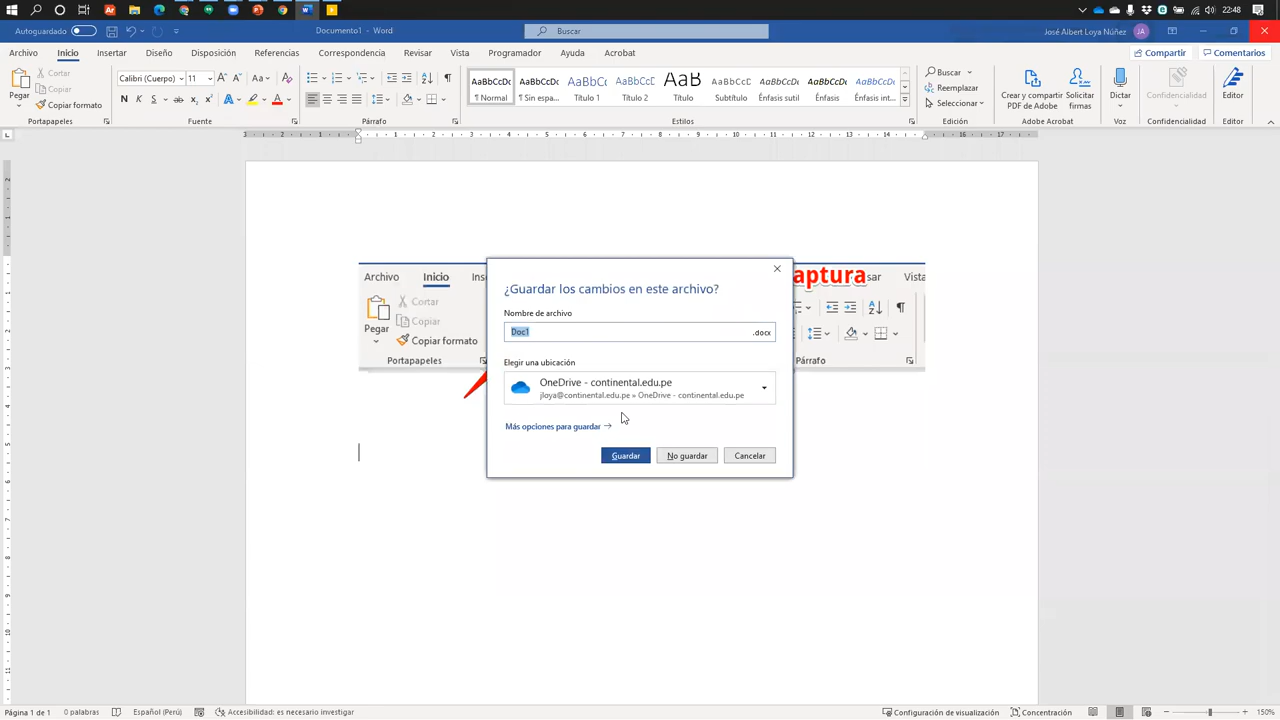 23:48
Autoguardado
Documento1 - Word
Buscar
José Albert Loya Núñez
JA
Archivo
Inicio
Insertar
Diseño
Disposición
Referencias
Correspondencia
Revisar
Vista
Programador
Ayuda
Acrobat
Compartir
Comentarios
Pegar
Cortar
Copiar
Copiar formato
Portapapeles
Calibri (Cuerpo)
11
Fuente
Párrafo
AaBbCcDc
¶ Normal
AaBbCcDc
¶ Sin espa...
AaBbCc
Título 1
AaBbCcD
Título 2
AaB
Título
AaBbCcD
Subtítulo
AaBbCcDc
Énfasis sutil
AaBbCcDc
Énfasis
AaBbCcDc
Énfasis int...
Estilos
Buscar
Reemplazar
Seleccionar
Edición
Crear y compartir
PDF de Adobe
Solicitar
firmas
Adobe Acrobat
Dictar
Voz
Confidencialidad
Confidencialidad
Editor
Editor
Archivo
Inicio
Ins
aptura
sar
Vista
Pegar
Cortar
Copiar
Copiar formato
Portapapeles
Párrafo
¿Guardar los cambios en este archivo?
Nombre de archivo
Doc1
.docx
Elegir una ubicación
OneDrive - continental.edu.pe
jloya@continental.edu.pe » OneDrive - continental.edu.pe
Más opciones para guardar
Guardar
No guardar
Cancelar
Página 1 de 1
0 palabras
Español (Perú)
Accesibilidad: es necesario investigar
Configuración de visualización
Concentración
150%